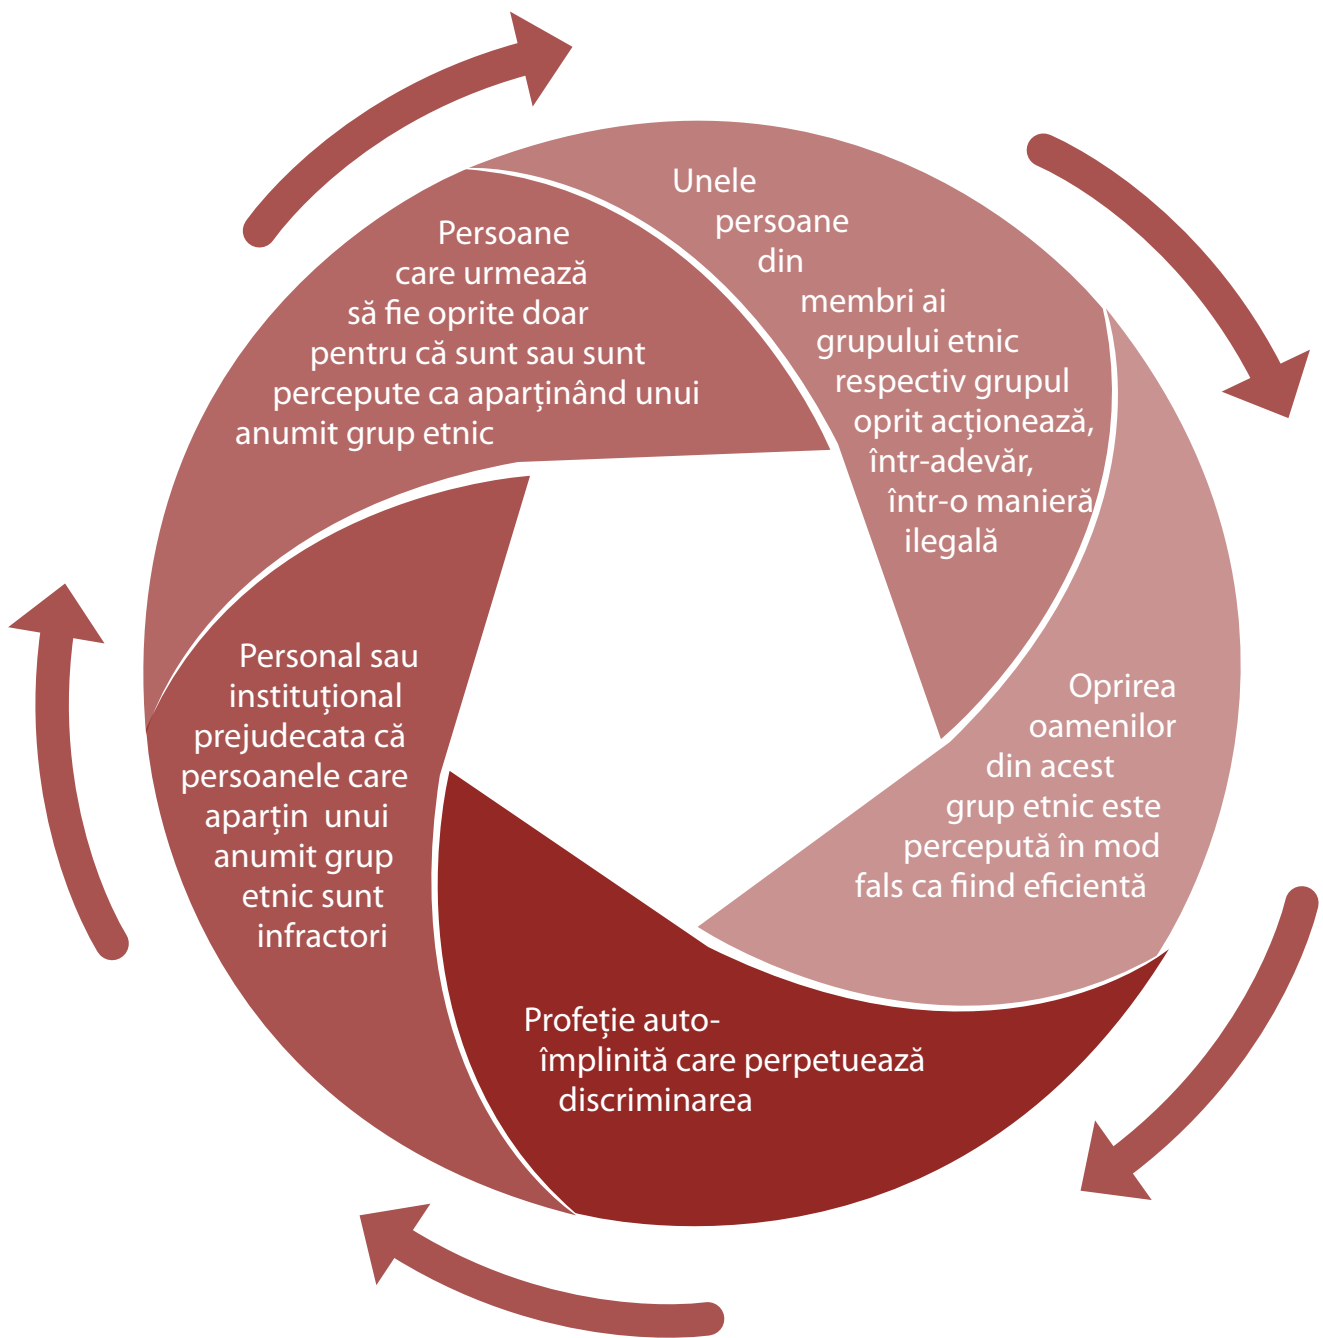 Unele
persoane
din
membri ai
grupului etnic
respectiv grupul
oprit acționează,
într-adevăr,
într-o manieră
ilegală
Persoane
care urmează
să fie oprite doar
pentru că sunt sau sunt
percepute ca aparținând unui
anumit grup etnic
Personal sau
instituțional
prejudecata că
persoanele care
aparțin unui
anumit grup
etnic sunt
infractori
Oprirea
oamenilor
din acest
grup etnic este
percepută în mod
fals ca fiind eficientă
Profeție auto-
împlinită care perpetuează
discriminarea